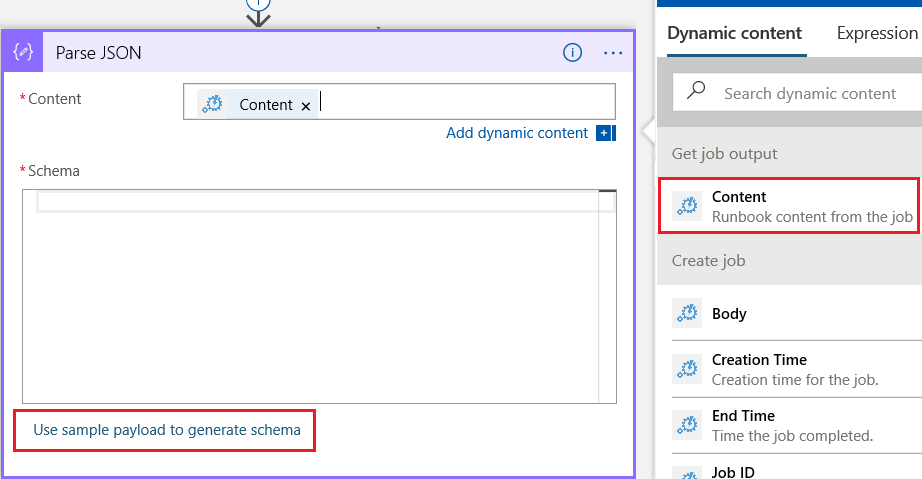 Parse JSON
* Content
Content ×
Add dynamic content
* Schema
Use sample payload to generate schema
Dynamic content
Expression
Search dynamic content
Get job output
Content
Runbook content from the job
Create job
Body
Creation Time
Creation time for the job.
End Time
Time the job completed.
Job ID